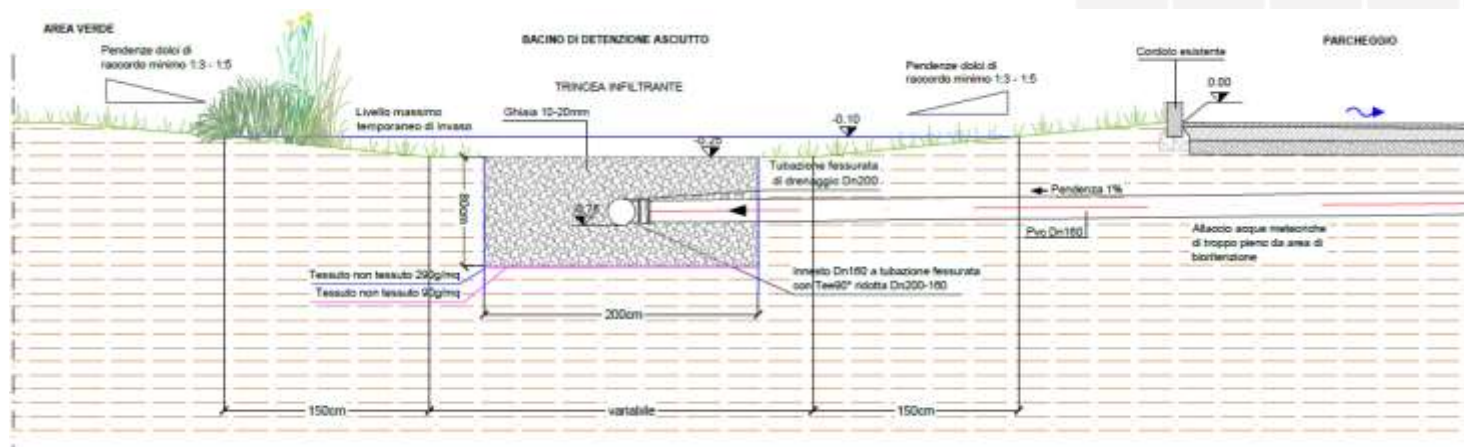 AREA VERDE
Pendenze dolci di
raccordo minimo 1:3 - 1:5
BACINO DI DETENZIONE ASCIUTTO
TRINCEA INFILTRANTE
Livello massimo
temporaneo di invaso
Ghiaia 10-20mm
Pendenze dolci di
raccordo minimo 1:3 - 1:5
Cordolo esistente
PARCHEGGIO
0.00
-0.10
-0.25
Tubazione fessurata
di drenaggio Dn200
80cm
Pendenza 1%
Pvc Dn160
Allaccio acque meteoriche
di troppo pieno da area di
bioritenzione
Tessuto non tessuto 290g/mq
Tessuto non tessuto 90g/mq
Innesto Dn160 a tubazione fessurata
con Tee90° ridotta Dn200-160
200cm
150cm
variabile
150cm